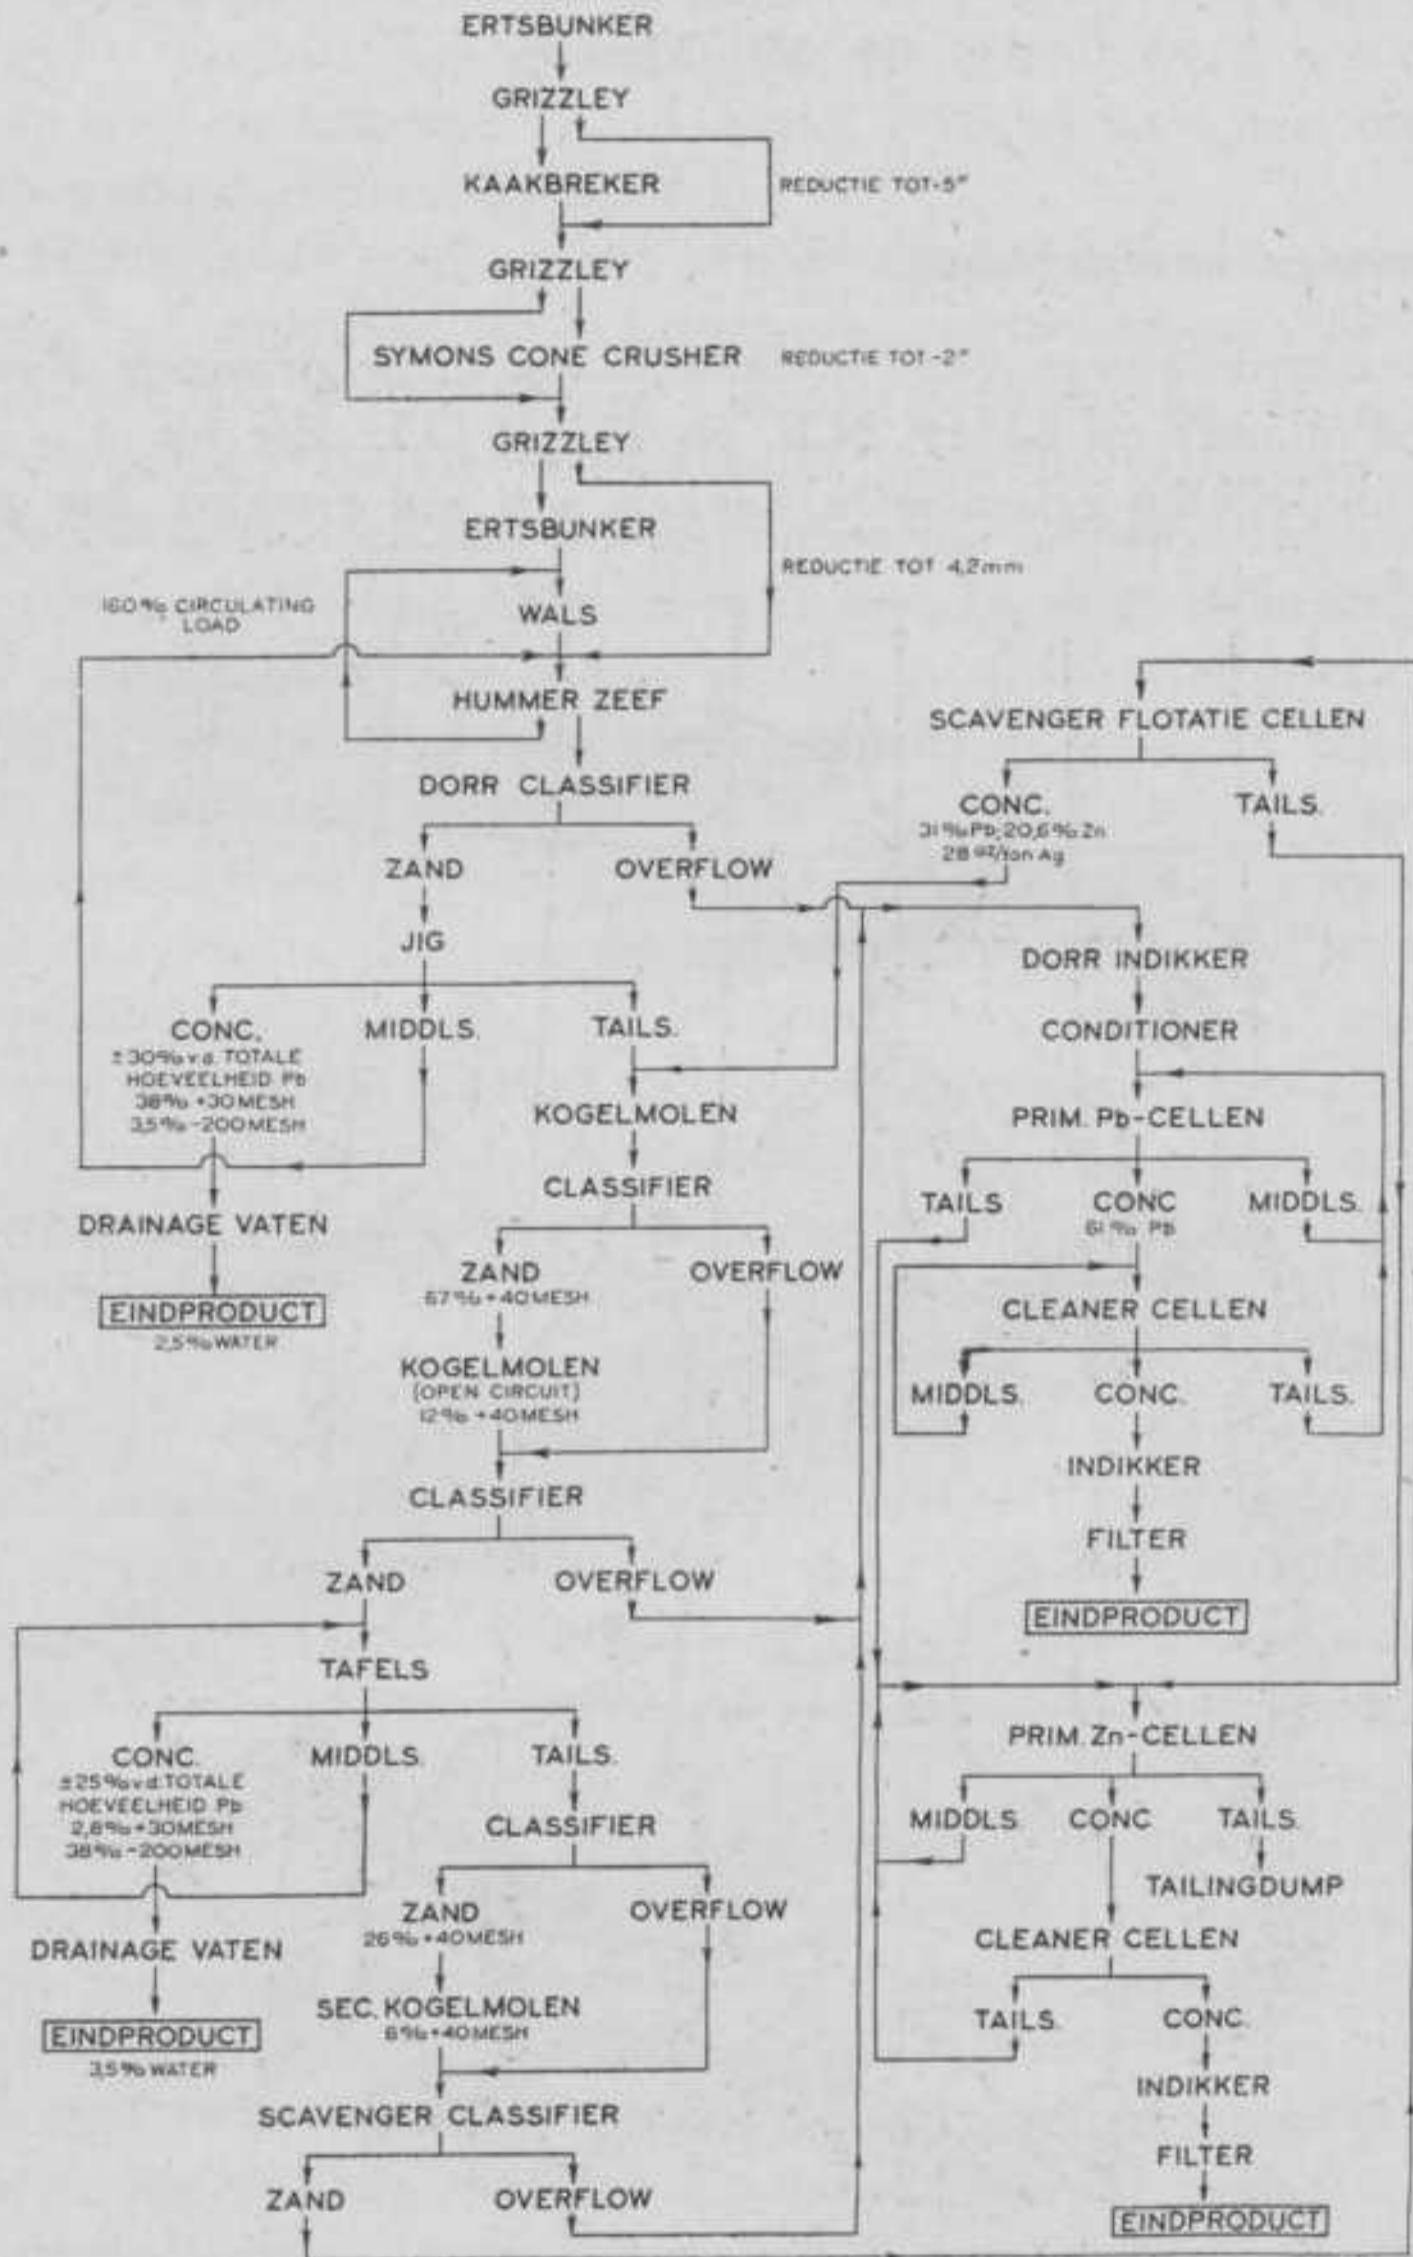 ERTSBUNKER
GRIZZLEY
KAAKBREKER
REDUCTIE TOT-5"
GRIZZLEY
SYMONS CONE CRUSHER
REDUCTIE TOT -2"
GRIZZLEY
ERTSBUNKER
REDUCTIE TOT 4,2mm
160% CIRCULATING
LOAD
WALS
HUMMER ZEEF
DORR CLASSIFIER
ZAND
OVERFLOW
JIG
CONC.
±30% v.d. TOTALE
HOEVEELHEID Pb
38% +30 MESH
3,5% -200 MESH
MIDDLS.
TAILS.
DRAINAGE VATEN
EINDPRODUCT
2,5% WATER
KOGELMOLEN
CLASSIFIER
ZAND
67% +40 MESH
OVERFLOW
KOGELMOLEN
(OPEN CIRCUIT)
12% +40 MESH
CLASSIFIER
ZAND
OVERFLOW
TAFELS
CONC.
±25% v.d. TOTALE
HOEVEELHEID Pb
2,8% +30 MESH
38% -200 MESH
MIDDLS.
TAILS.
DRAINAGE VATEN
EINDPRODUCT
3,5% WATER
CLASSIFIER
ZAND
26% +40 MESH
OVERFLOW
SEC. KOGELMOLEN
6% +40 MESH
SCAVENGER CLASSIFIER
ZAND
OVERFLOW
SCAVENGER FLOTATIE CELLEN
CONC.
31% Pb; 20,6% Zn
28 oz/ton Ag
TAILS.
DORR INDIKKER
CONDITIONER
PRIM. Pb-CELLEN
TAILS
CONC
61% Pb
MIDDLS.
CLEANER CELLEN
MIDDLS.
CONC.
TAILS.
INDIKKER
FILTER
EINDPRODUCT
PRIM. Zn-CELLEN
MIDDLS
CONC
TAILS.
TAILINGDUMP
CLEANER CELLEN
TAILS.
CONC.
INDIKKER
FILTER
EINDPRODUCT